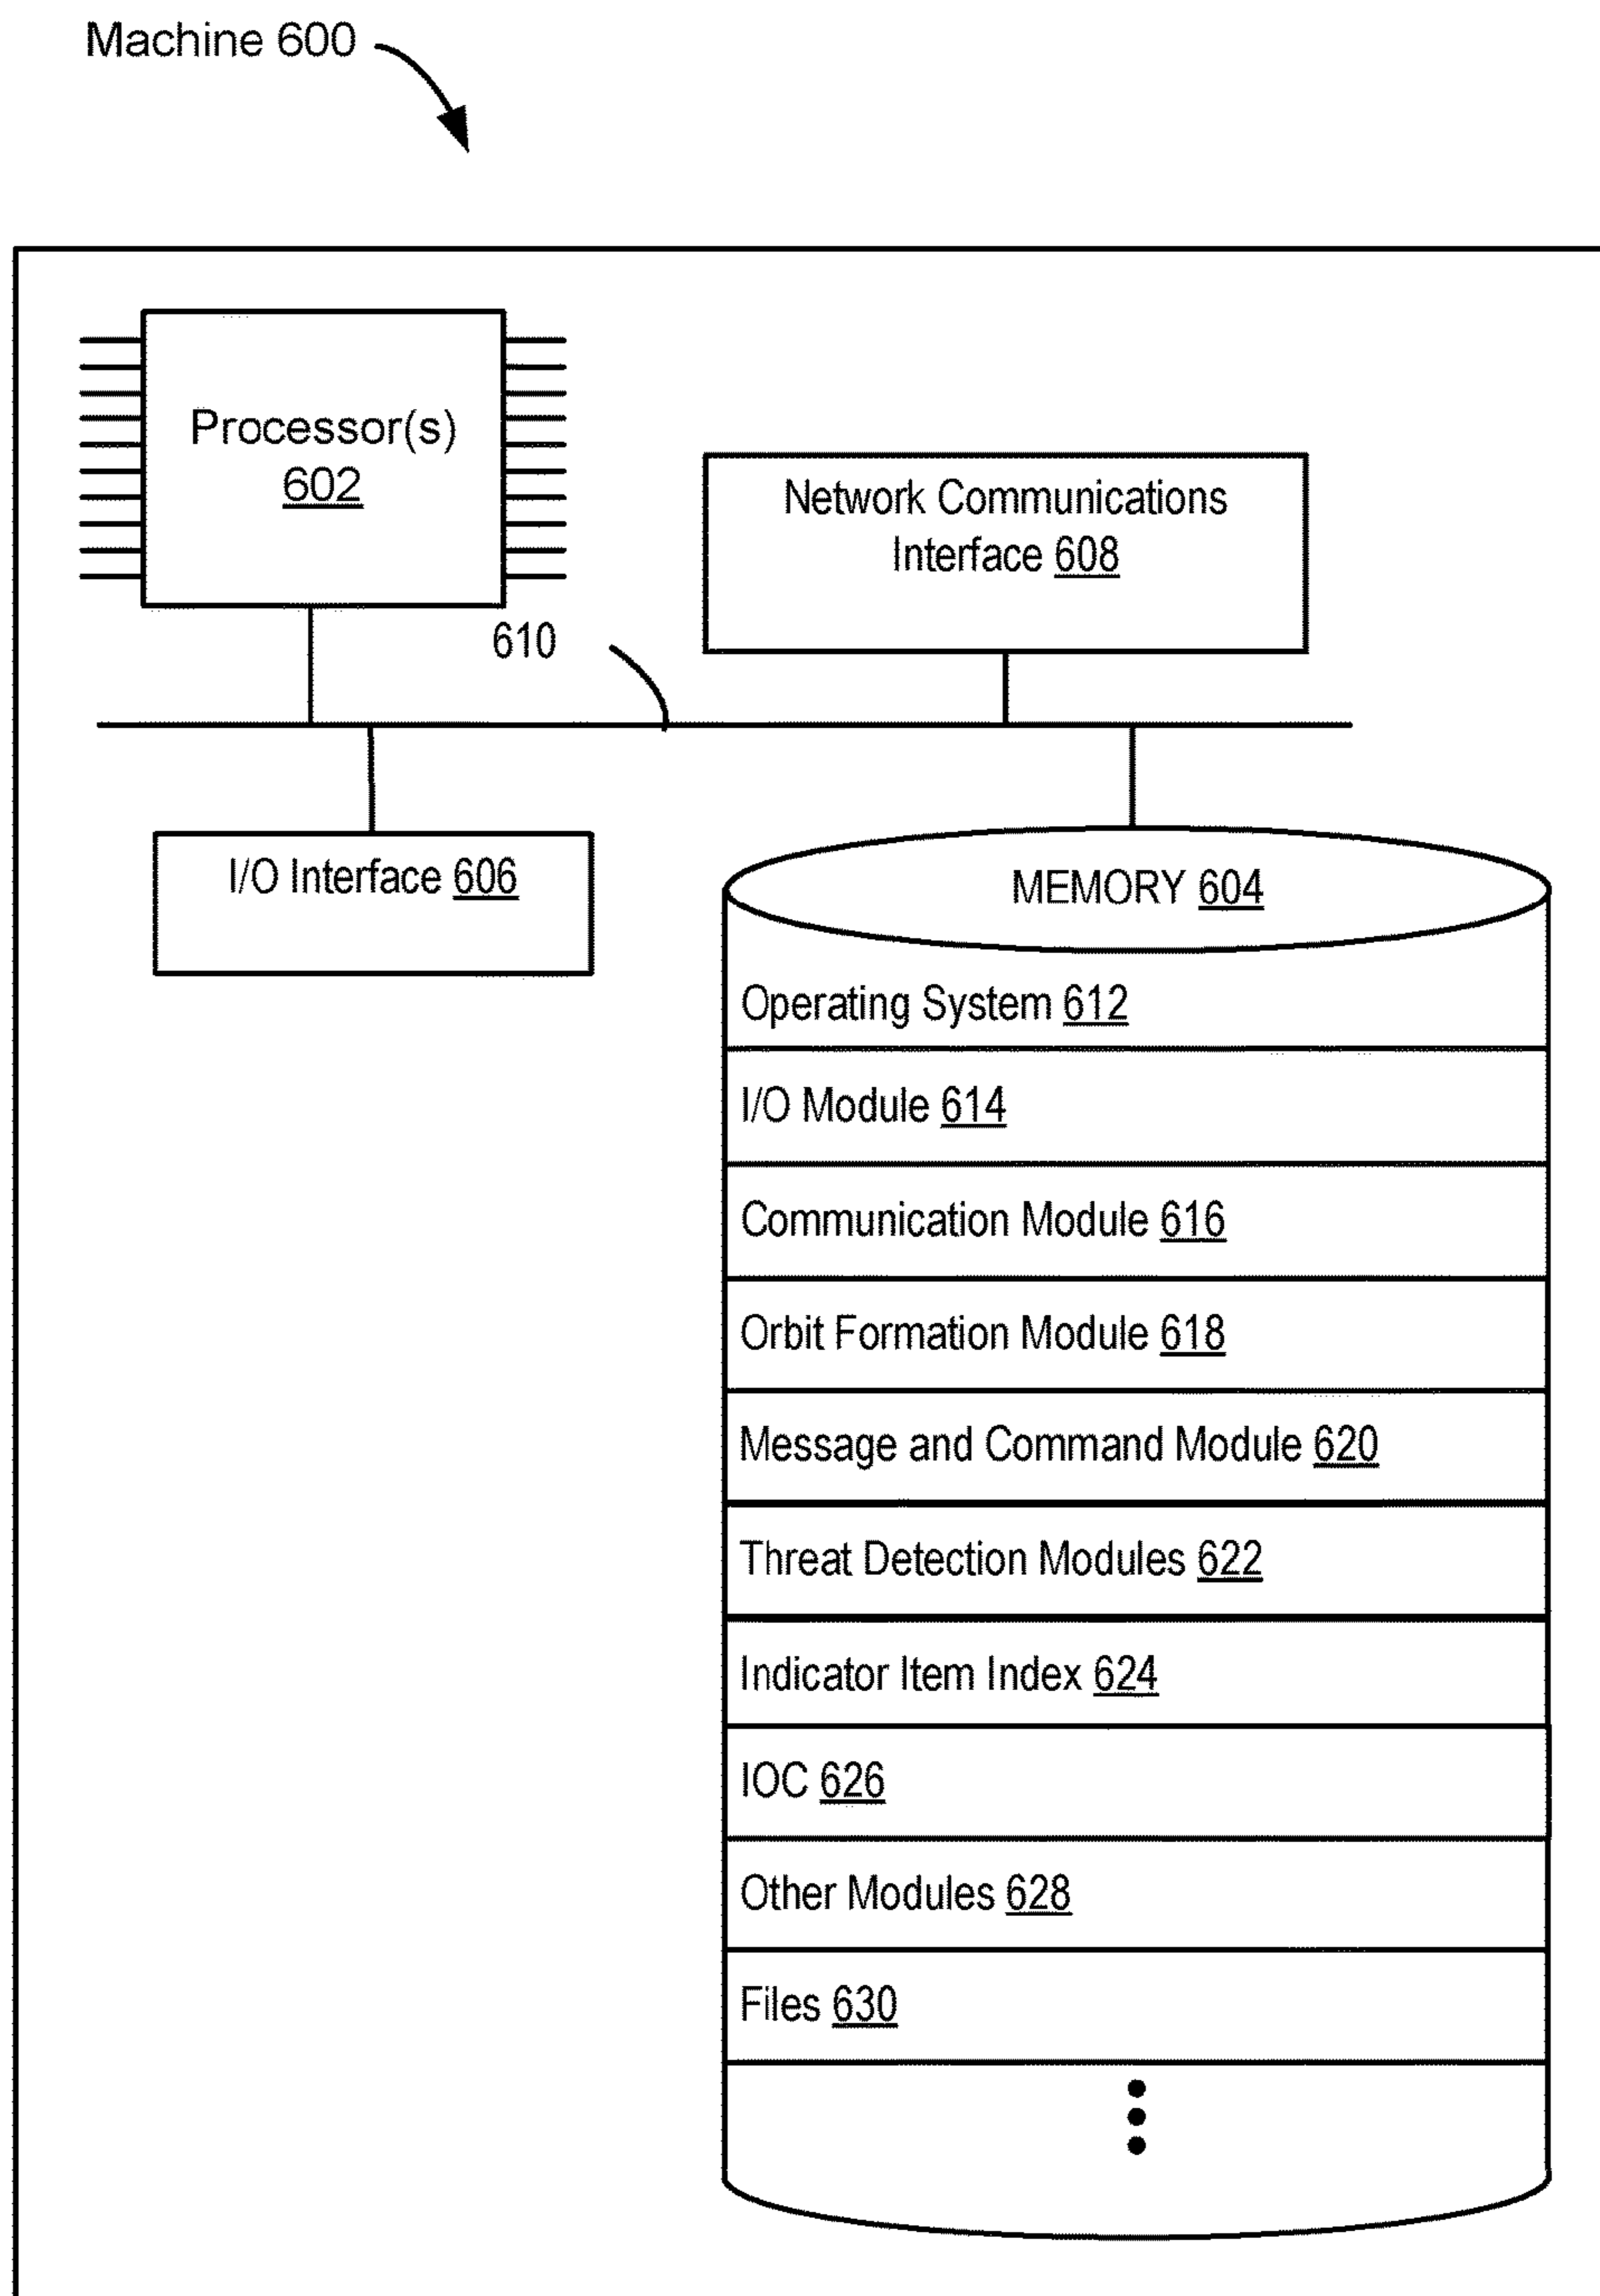 Machine 600
Processor(s)
602
Network Communications
Interface 608
610
I/O Interface 606
MEMORY 604
Operating System 612
I/O Module 614
Communication Module 616
Orbit Formation Module 618
Message and Command Module 620
Threat Detection Modules 622
Indicator Item Index 624
IOC 626
Other Modules 628
Files 630